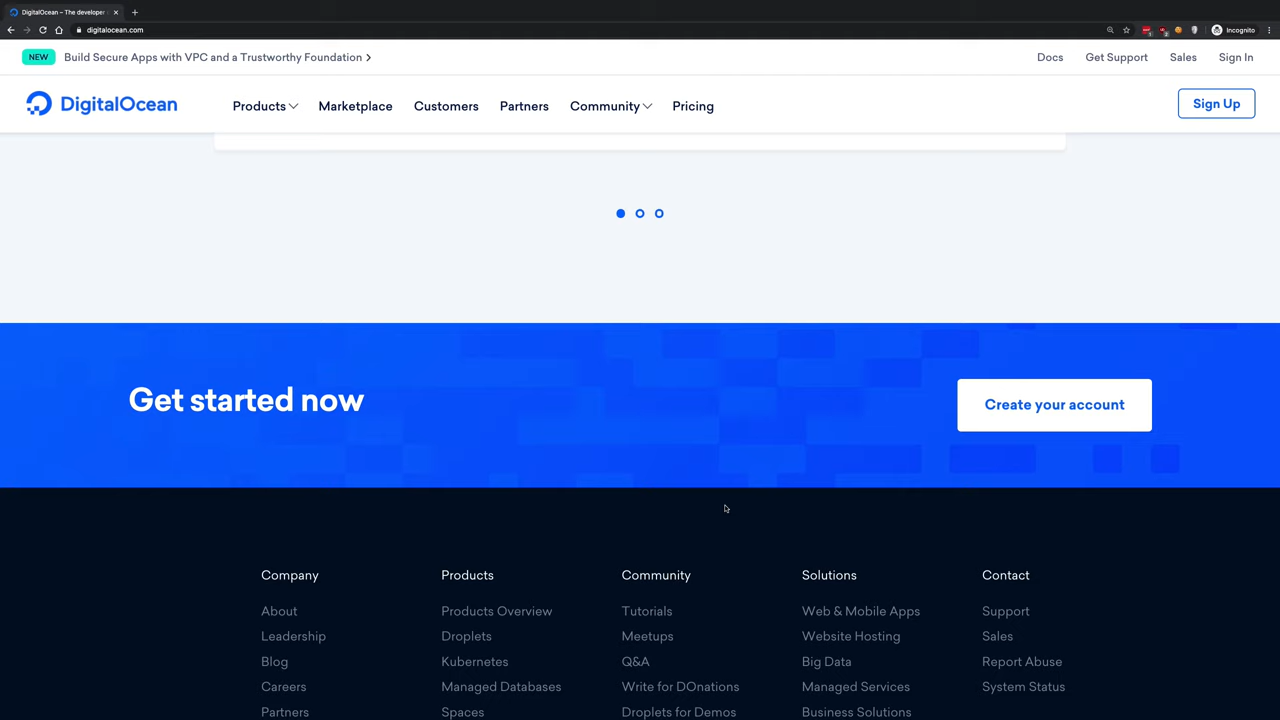 DigitalOcean – The developer
digitalocean.com
Incognito
NEW Build Secure Apps with VPC and a Trustworthy Foundation
Docs Get Support Sales Sign In
DigitalOcean Products Marketplace Customers Partners Community Pricing Sign Up
Get started now
Create your account
Company Products Community Solutions Contact
About Products Overview Tutorials Web & Mobile Apps Support
Leadership Droplets Meetups Website Hosting Sales
Blog Kubernetes Q&A Big Data Report Abuse
Careers Managed Databases Write for DOnations Managed Services System Status
Partners Spaces Droplets for Demos Business Solutions